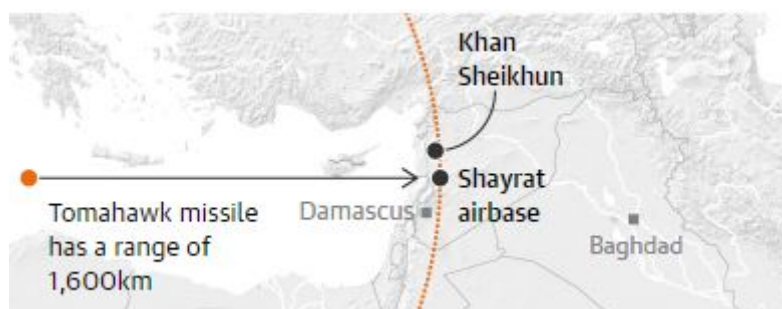 Khan
Sheikhun
Shayrat
airbase
Tomahawk missile
has a range of
1,600km
Damascus
Baghdad